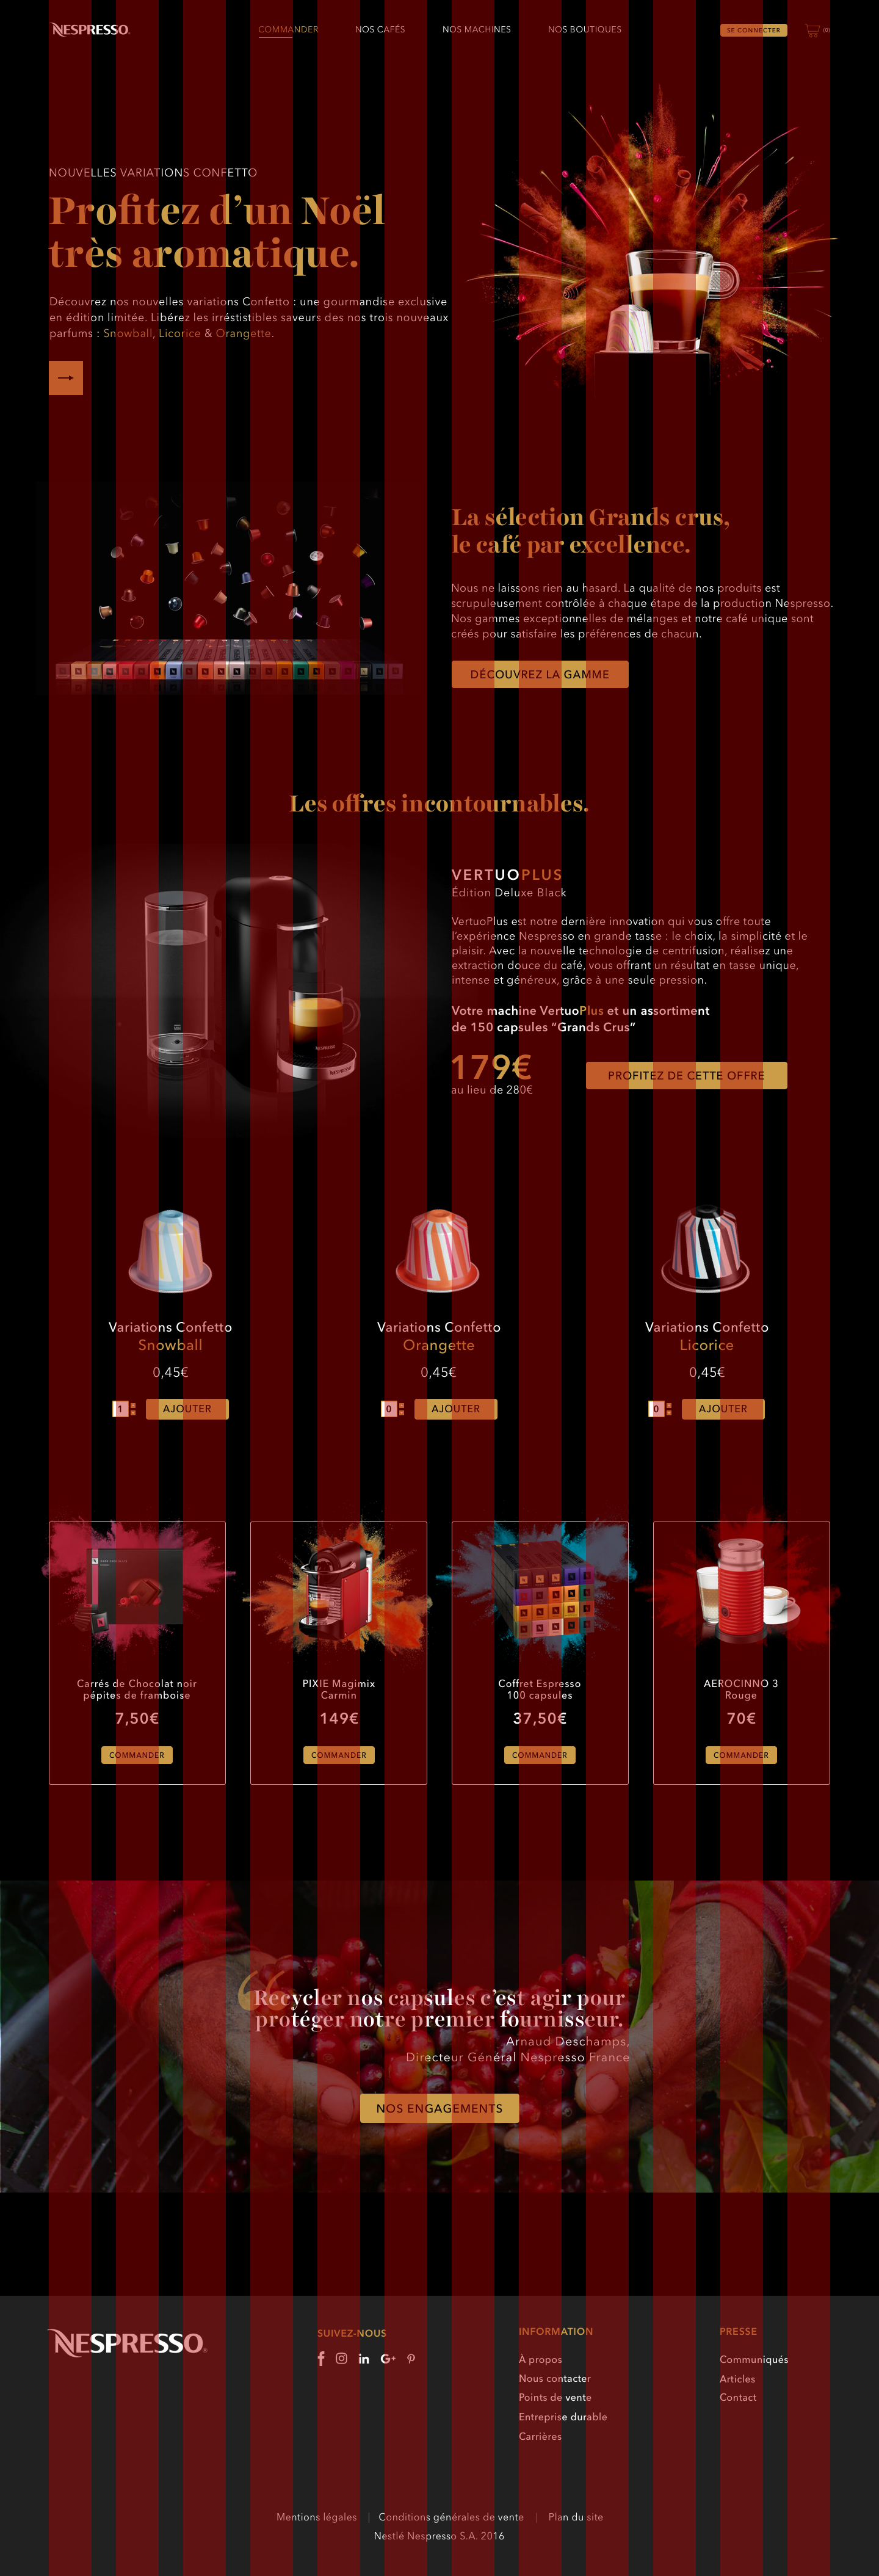 NESPRESSO
COMMANDER
NOS CAFÉS
NOS MACHINES
NOS BOUTIQUES
SE CONNECTER
(0)
NOUVELLES VARIATIONS CONFETTO
Profitez d’un Noël
très aromatique.
Découvrez nos nouvelles variations Confetto : une gourmandise exclusive
en édition limitée. Libérez les irréstistibles saveurs des nos trois nouveaux
parfums : Snowball, Licorice & Orangette.
La sélection Grands crus,
le café par excellence.
Nous ne laissons rien au hasard. La qualité de nos produits est
scrupuleusement contrôlée à chaque étape de la production Nespresso.
Nos gammes exceptionnelles de mélanges et notre café unique sont
créés pour satisfaire les préférences de chacun.
DÉCOUVREZ LA GAMME
Les offres incontournables.
VERTUOPLUS
Édition Deluxe Black
VertuoPlus est notre dernière innovation qui vous offre toute
l’expérience Nespresso en grande tasse : le choix, la simplicité et le
plaisir. Avec la nouvelle technologie de centrifusion, réalisez une
extraction douce du café, vous offrant un résultat en tasse unique,
intense et généreux, grâce à une seule pression.
Votre machine VertuoPlus et un assortiment
de 150 capsules “Grands Crus”
179€
au lieu de 280€
PROFITEZ DE CETTE OFFRE
NESPRESSO
NESPRESSO
Variations Confetto
Snowball
0,45€
1
AJOUTER
Variations Confetto
Orangette
0,45€
0
AJOUTER
Variations Confetto
Licorice
0,45€
0
AJOUTER
Carrés de Chocolat noir
pépites de framboise
7,50€
COMMANDER
PIXIE Magimix
Carmin
149€
COMMANDER
Coffret Espresso
100 capsules
37,50€
COMMANDER
AEROCINNO 3
Rouge
70€
COMMANDER
“Recycler nos capsules c’est agir pour
protéger notre premier fournisseur.
Arnaud Deschamps,
Directeur Général Nespresso France
NOS ENGAGEMENTS
NESPRESSO
SUIVEZ-NOUS
INFORMATION
À propos
Nous contacter
Points de vente
Entreprise durable
Carrières
PRESSE
Communiqués
Articles
Contact
Mentions légales | Conditions générales de vente | Plan du site
Nestlé Nespresso S.A. 2016